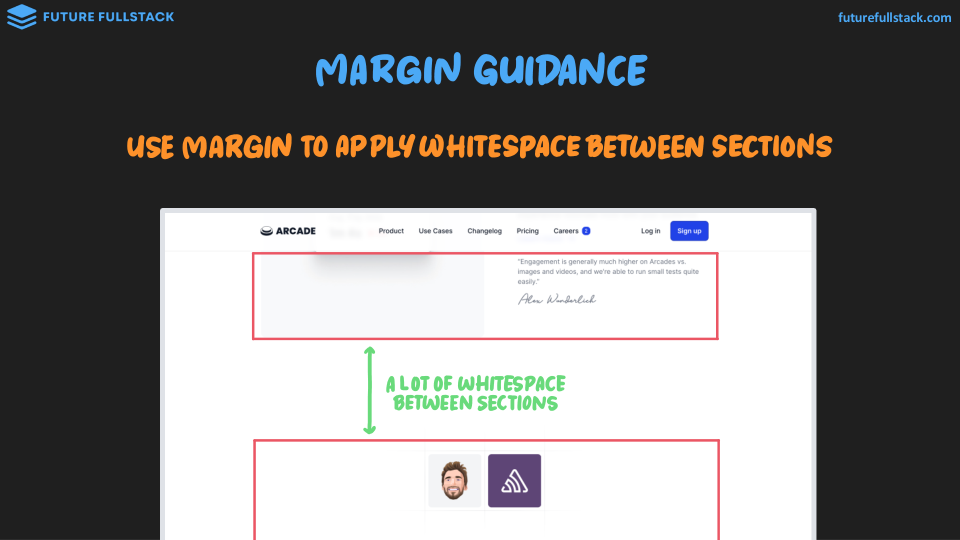 FUTURE FULLSTACK
futurefullstack.com
MARGIN GUIDANCE
USE MARGIN TO APPLY WHITESPACE BETWEEN SECTIONS
ARCADE Product Use Cases Changelog Pricing Careers 2 Log in Sign up
"Engagement is generally much higher on Arcades vs.
images and videos, and we're able to run small tests quite
easily."
Alex Wonderlich
A LOT OF WHITESPACE
BETWEEN SECTIONS